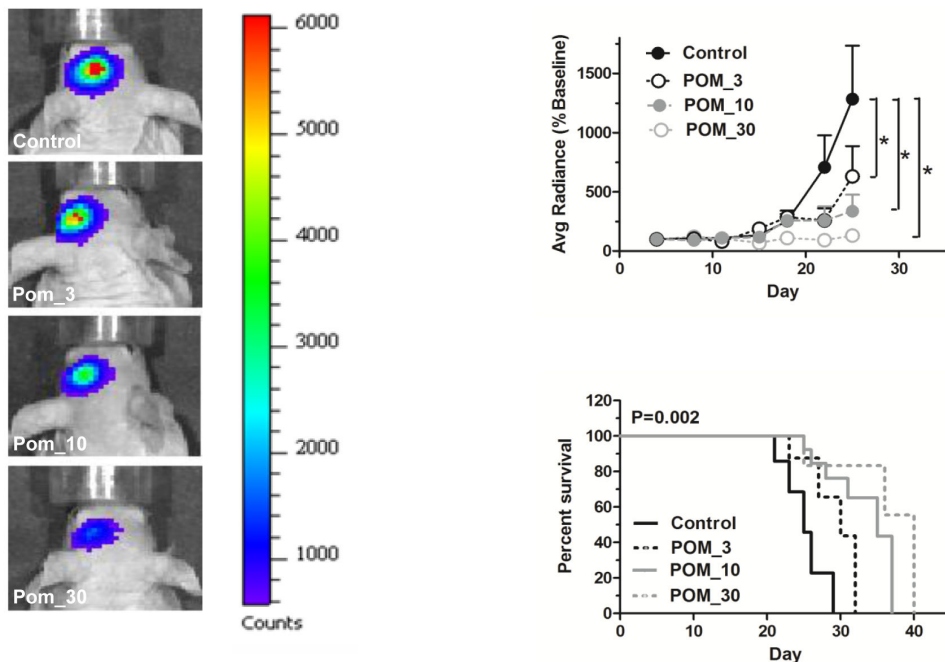 Control
Pom_3
Pom_10
Pom_30
6000
5000
4000
3000
2000
1000
Counts
Avg Radiance (% Baseline)
1500
1000
500
0
0 10 20 30
Day
Control
POM_3
POM_10
POM_30
*
*
*
Percent survival
120
100
80
60
40
20
0
0 10 20 30 40
Day
P=0.002
Control
POM_3
POM_10
POM_30